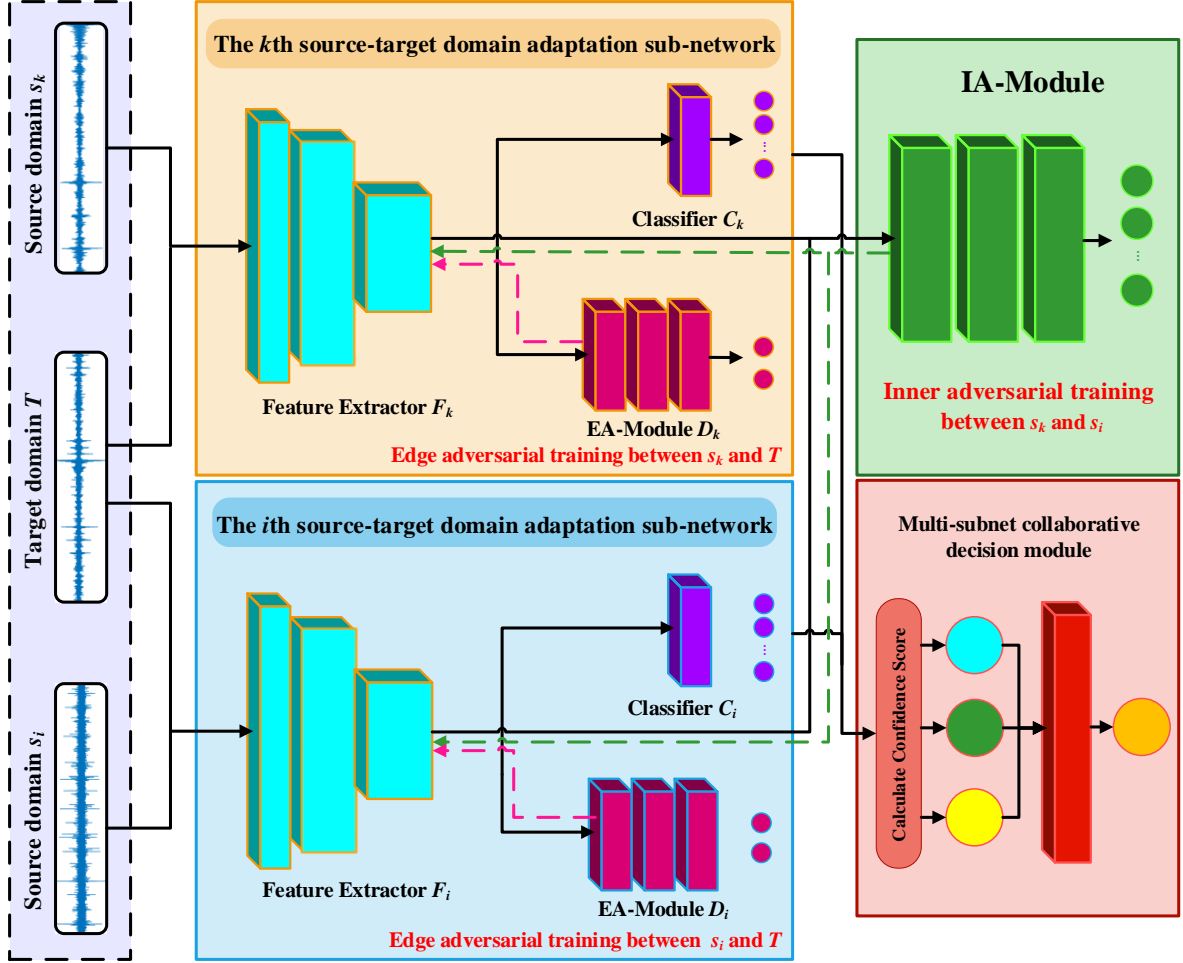 Source domain sk
Target domain T
Source domain si
The kth source-target domain adaptation sub-network
Classifier Ck
Feature Extractor Fk
EA-Module Dk
Edge adversarial training between sk and T
The ith source-target domain adaptation sub-network
Classifier Ci
Feature Extractor Fi
EA-Module Di
Edge adversarial training between si and T
IA-Module
Inner adversarial training
between sk and si
Multi-subnet collaborative
decision module
Calculate Confidence Score